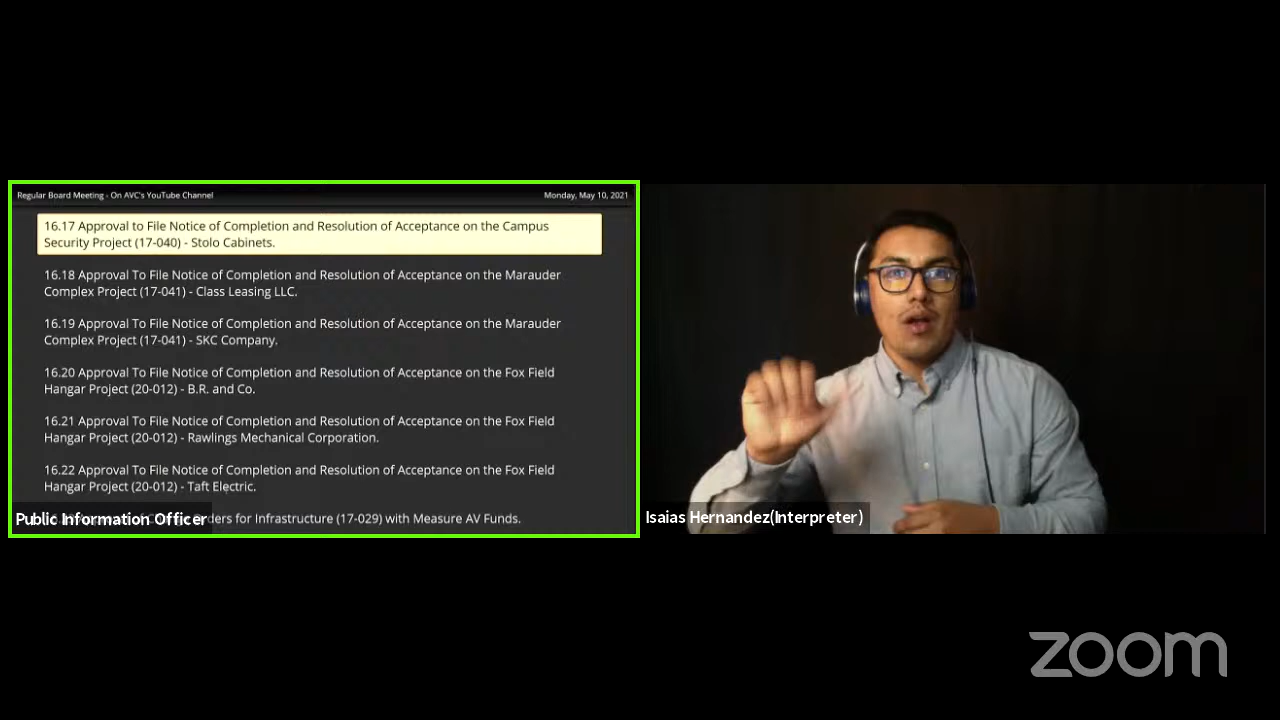 Regular Board Meeting - On AVC's YouTube Channel
Monday, May 10, 2021
16.17 Approval to File Notice of Completion and Resolution of Acceptance on the Campus
Security Project (17-040) - Stolo Cabinets.
16.18 Approval To File Notice of Completion and Resolution of Acceptance on the Marauder
Complex Project (17-041) - Class Leasing LLC.
16.19 Approval To File Notice of Completion and Resolution of Acceptance on the Marauder
Complex Project (17-041) - SKC Company.
16.20 Approval To File Notice of Completion and Resolution of Acceptance on the Fox Field
Hangar Project (20-012) - B.R. and Co.
16.21 Approval To File Notice of Completion and Resolution of Acceptance on the Fox Field
Hangar Project (20-012) - Rawlings Mechanical Corporation.
16.22 Approval To File Notice of Completion and Resolution of Acceptance on the Fox Field
Hangar Project (20-012) - Taft Electric.
for Infrastructure (17-029) with Measure AV Funds.
Public Information Officer
Isaias Hernandez(Interpreter)
zoom